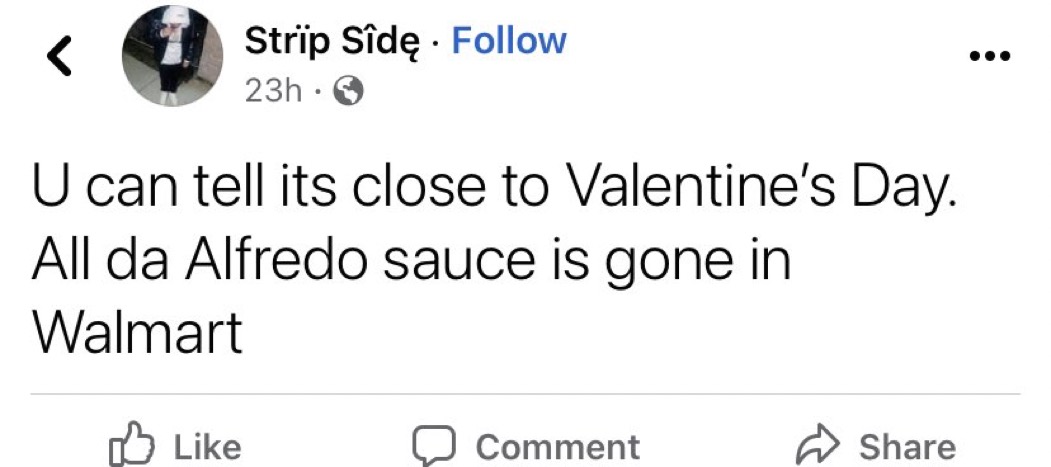 Strïp Sîdę · Follow
23h ·
U can tell its close to Valentine's Day.
All da Alfredo sauce is gone in
Walmart
Like Comment Share